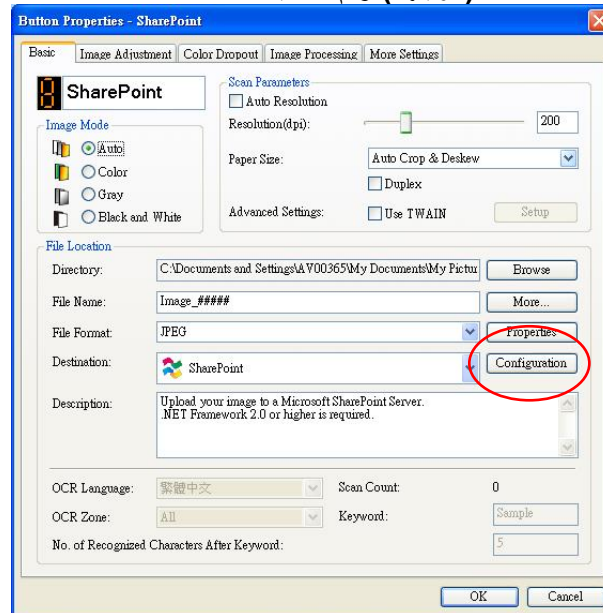 Button Properties - SharePoint
Basic Image Adjustment Color Dropout Image Processing More Settings
8 SharePoint
Scan Parameters
Auto Resolution
Resolution(dpi): 200
Image Mode
Auto
Color
Gray
Black and White
Paper Size: Auto Crop & Deskew
Duplex
Advanced Settings: Use TWAIN Setup
File Location
Directory: C:\Documents and Settings\AV00365\My Documents\My Pictur Browse
File Name: Image_##### More...
File Format: JPEG Properties
Destination: SharePoint Configuration
Description: Upload your image to a Microsoft SharePoint Server.
.NET Framework 2.0 or higher is required.
OCR Language: 繁體中文 Scan Count: 0
OCR Zone: All Keyword: Sample
No. of Recognized Characters After Keyword: 5
OK Cancel